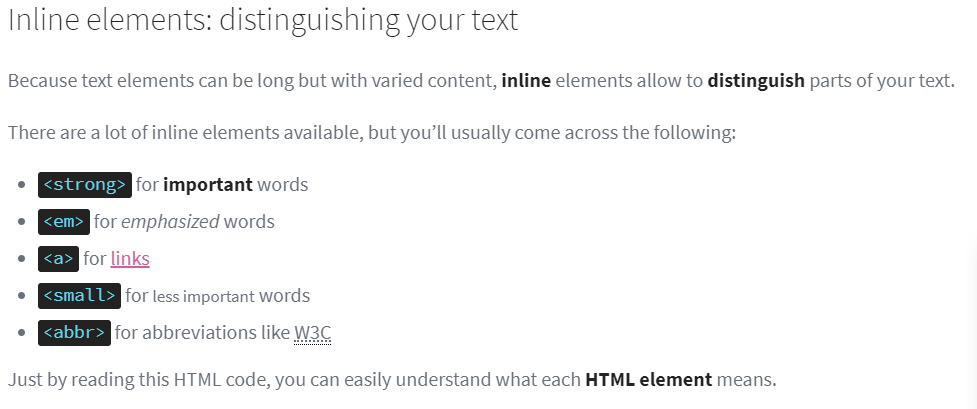 Inline elements: distinguishing your text
Because text elements can be long but with varied content, inline elements allow to distinguish parts of your text.
There are a lot of inline elements available, but you’ll usually come across the following:
• <strong> for important words
• <em> for emphasized words
• <a> for links
• <small> for less important words
• <abbr> for abbreviations like W3C
Just by reading this HTML code, you can easily understand what each HTML element means.